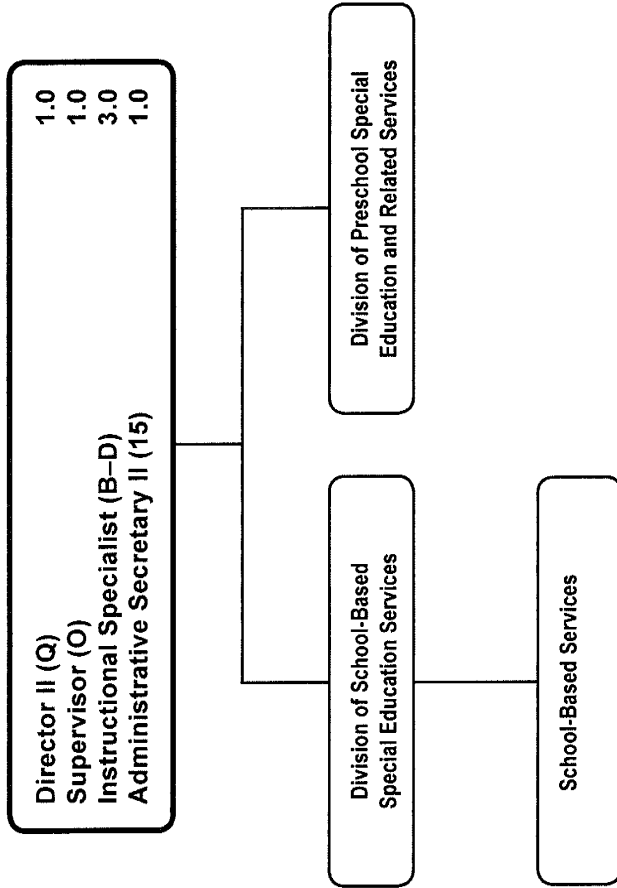 Director II (Q) 1.0
Supervisor (O) 1.0
Instructional Specialist (B–D) 3.0
Administrative Secretary II (15) 1.0
Division of School-Based
Special Education Services
Division of Preschool Special
Education and Related Services
School-Based Services